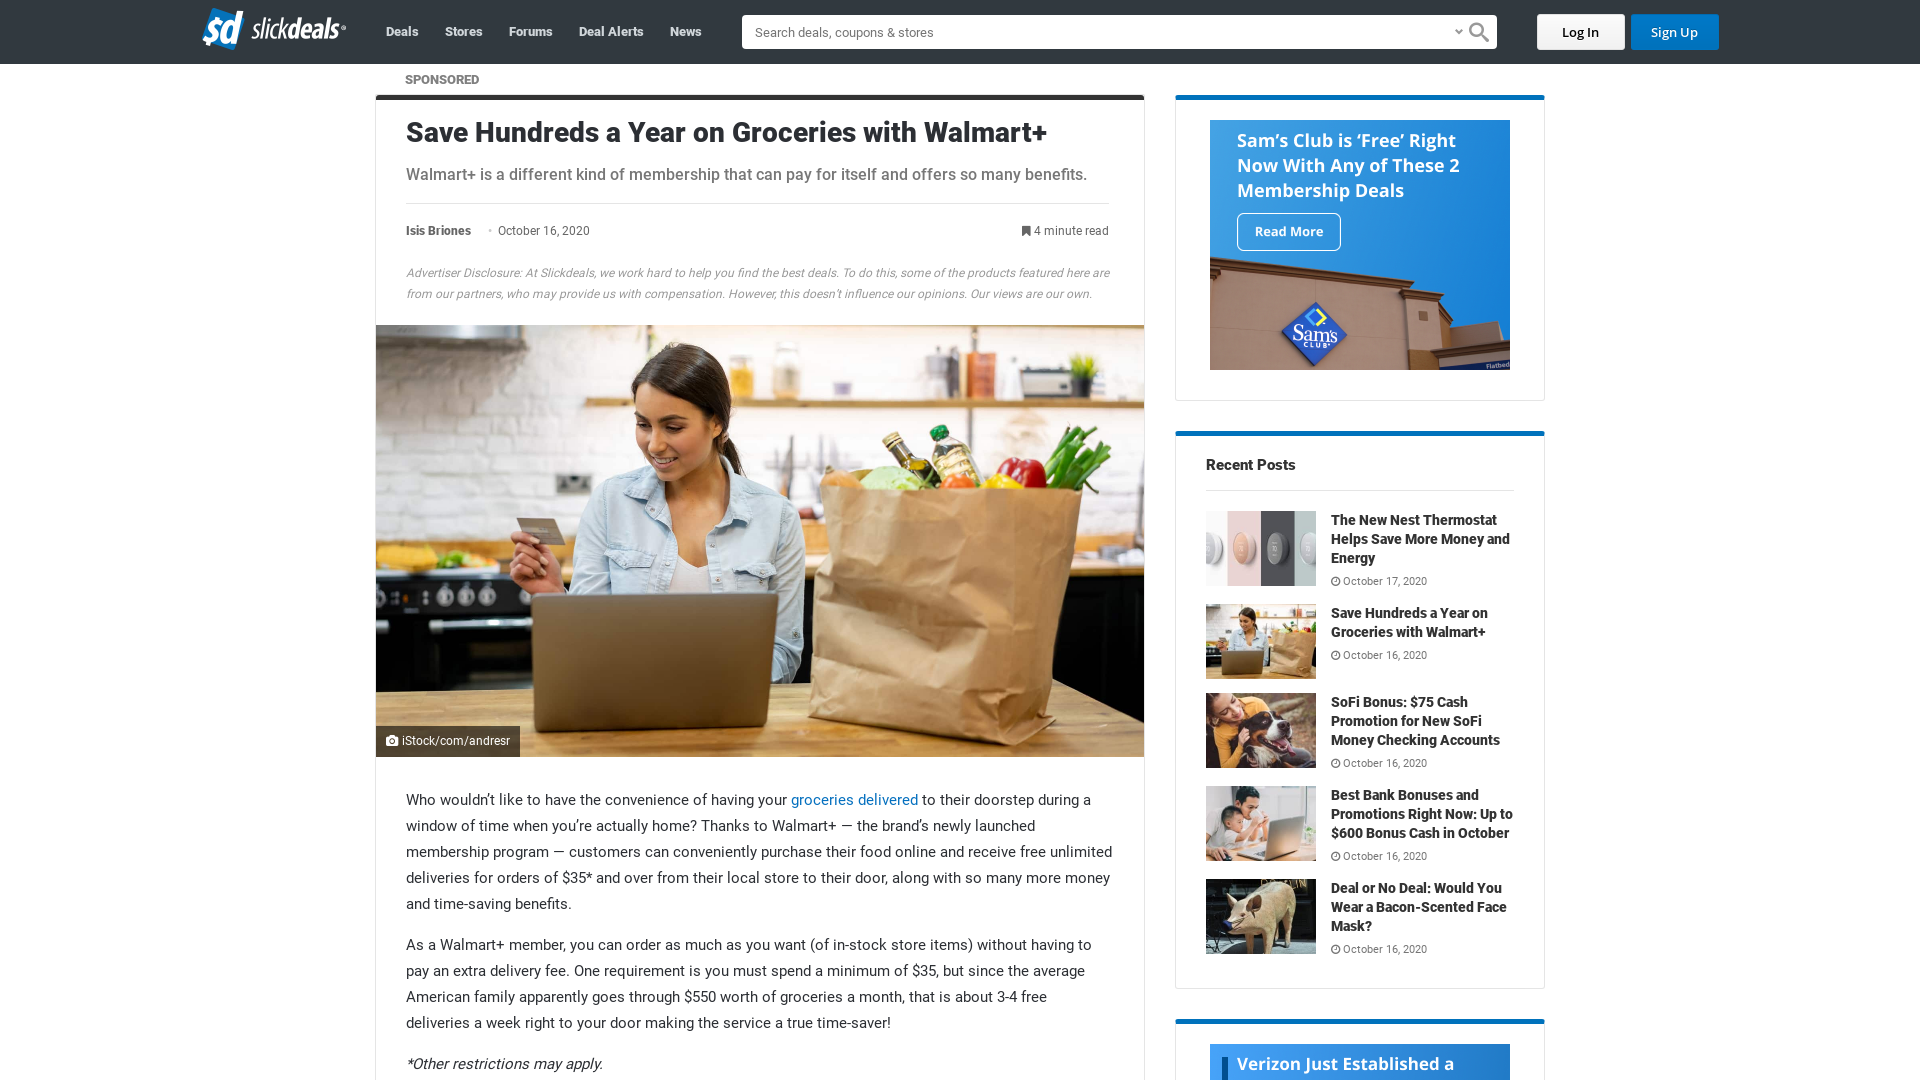 sd slickdeals
Deals
Stores
Forums
Deal Alerts
News
Search deals, coupons & stores
Log In
Sign Up
SPONSORED
Save Hundreds a Year on Groceries with Walmart+
Walmart+ is a different kind of membership that can pay for itself and offers so many benefits.
Isis Briones • October 16, 2020
4 minute read
Advertiser Disclosure: At Slickdeals, we work hard to help you find the best deals. To do this, some of the products featured here are
from our partners, who may provide us with compensation. However, this doesn’t influence our opinions. Our views are our own.
iStock/com/andresr
Who wouldn’t like to have the convenience of having your groceries delivered to their doorstep during a
window of time when you’re actually home? Thanks to Walmart+ — the brand’s newly launched
membership program — customers can conveniently purchase their food online and receive free unlimited
deliveries for orders of $35* and over from their local store to their door, along with so many more money
and time-saving benefits.
As a Walmart+ member, you can order as much as you want (of in-stock store items) without having to
pay an extra delivery fee. One requirement is you must spend a minimum of $35, but since the average
American family apparently goes through $550 worth of groceries a month, that is about 3-4 free
deliveries a week right to your door making the service a true time-saver!
*Other restrictions may apply.
Sam’s Club is ‘Free’ Right
Now With Any of These 2
Membership Deals
Read More
Sam's
CLUB
Flatbed
Recent Posts
The New Nest Thermostat
Helps Save More Money and
Energy
October 17, 2020
Save Hundreds a Year on
Groceries with Walmart+
October 16, 2020
SoFi Bonus: $75 Cash
Promotion for New SoFi
Money Checking Accounts
October 16, 2020
Best Bank Bonuses and
Promotions Right Now: Up to
$600 Bonus Cash in October
October 16, 2020
Deal or No Deal: Would You
Wear a Bacon-Scented Face
Mask?
October 16, 2020
Verizon Just Established a